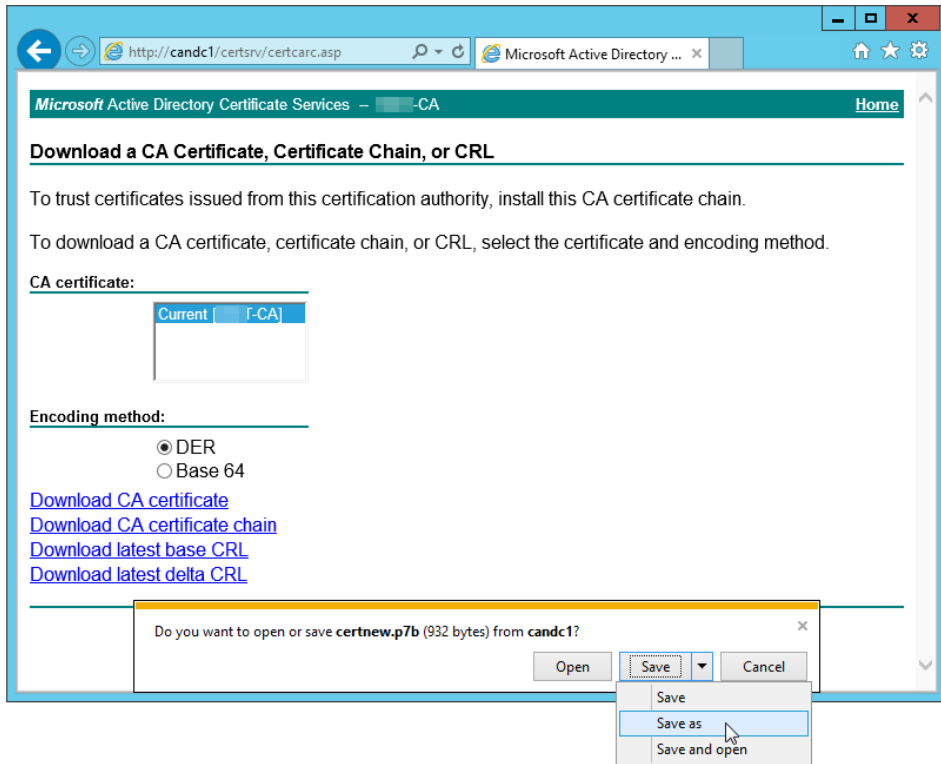 http://candc1/certsrv/certcarc.asp
Microsoft Active Directory ...
Microsoft Active Directory Certificate Services -- -CA
Home
Download a CA Certificate, Certificate Chain, or CRL
To trust certificates issued from this certification authority, install this CA certificate chain.
To download a CA certificate, certificate chain, or CRL, select the certificate and encoding method.
CA certificate:
Current [ T-CA]
Encoding method:
DER
Base 64
Download CA certificate
Download CA certificate chain
Download latest base CRL
Download latest delta CRL
Do you want to open or save certnew.p7b (932 bytes) from candc1?
Open
Save
Cancel
Save
Save as
Save and open